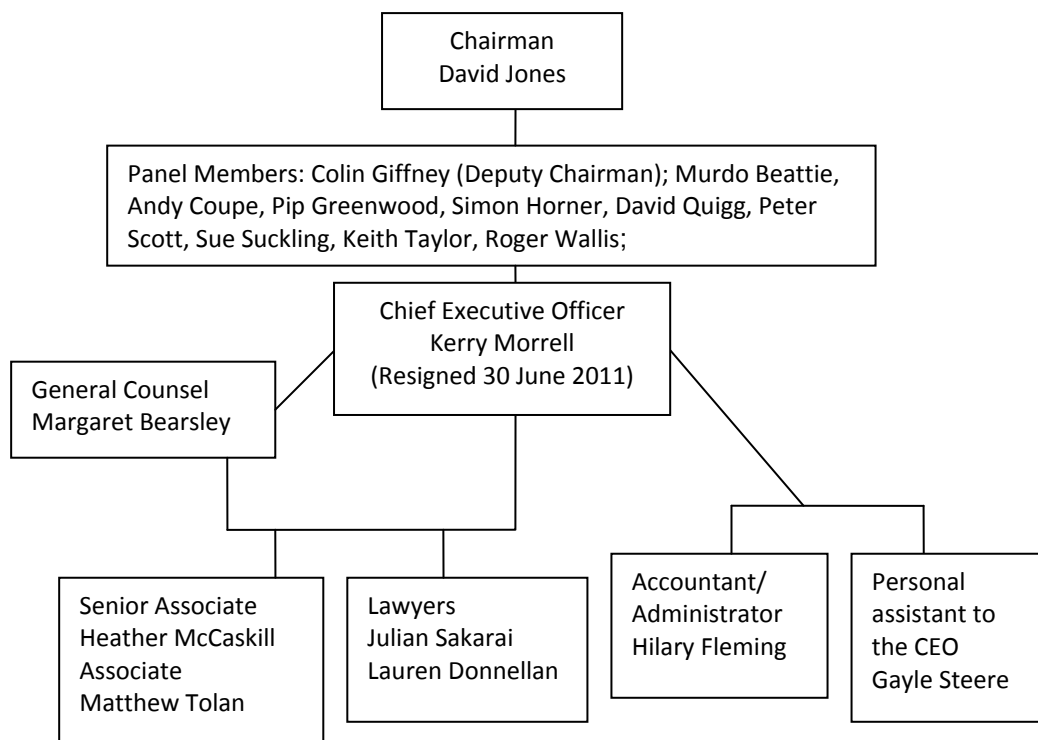 Chairman
David Jones
Panel Members: Colin Giffney (Deputy Chairman); Murdo Beattie,
Andy Coupe, Pip Greenwood, Simon Horner, David Quigg, Peter
Scott, Sue Suckling, Keith Taylor, Roger Wallis;
Chief Executive Officer
Kerry Morrell
(Resigned 30 June 2011)
General Counsel
Margaret Bearsley
Senior Associate
Heather McCaskill
Associate
Matthew Tolan
Lawyers
Julian Sakarai
Lauren Donnellan
Accountant/
Administrator
Hilary Fleming
Personal
assistant to
the CEO
Gayle Steere